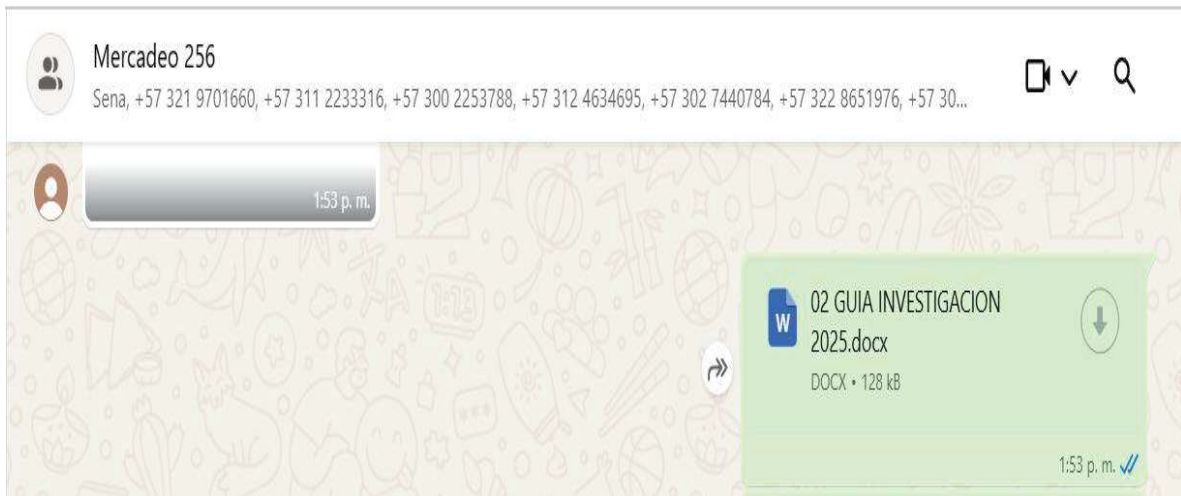 Mercadeo 256
Sena, +57 321 9701660, +57 311 2233316, +57 300 2253788, +57 312 4634695, +57 302 7440784, +57 322 8651976, +57 30...
1:53 p. m.
W
02 GUIA INVESTIGACION
2025.docx
DOCX • 128 kB
1:53 p. m.